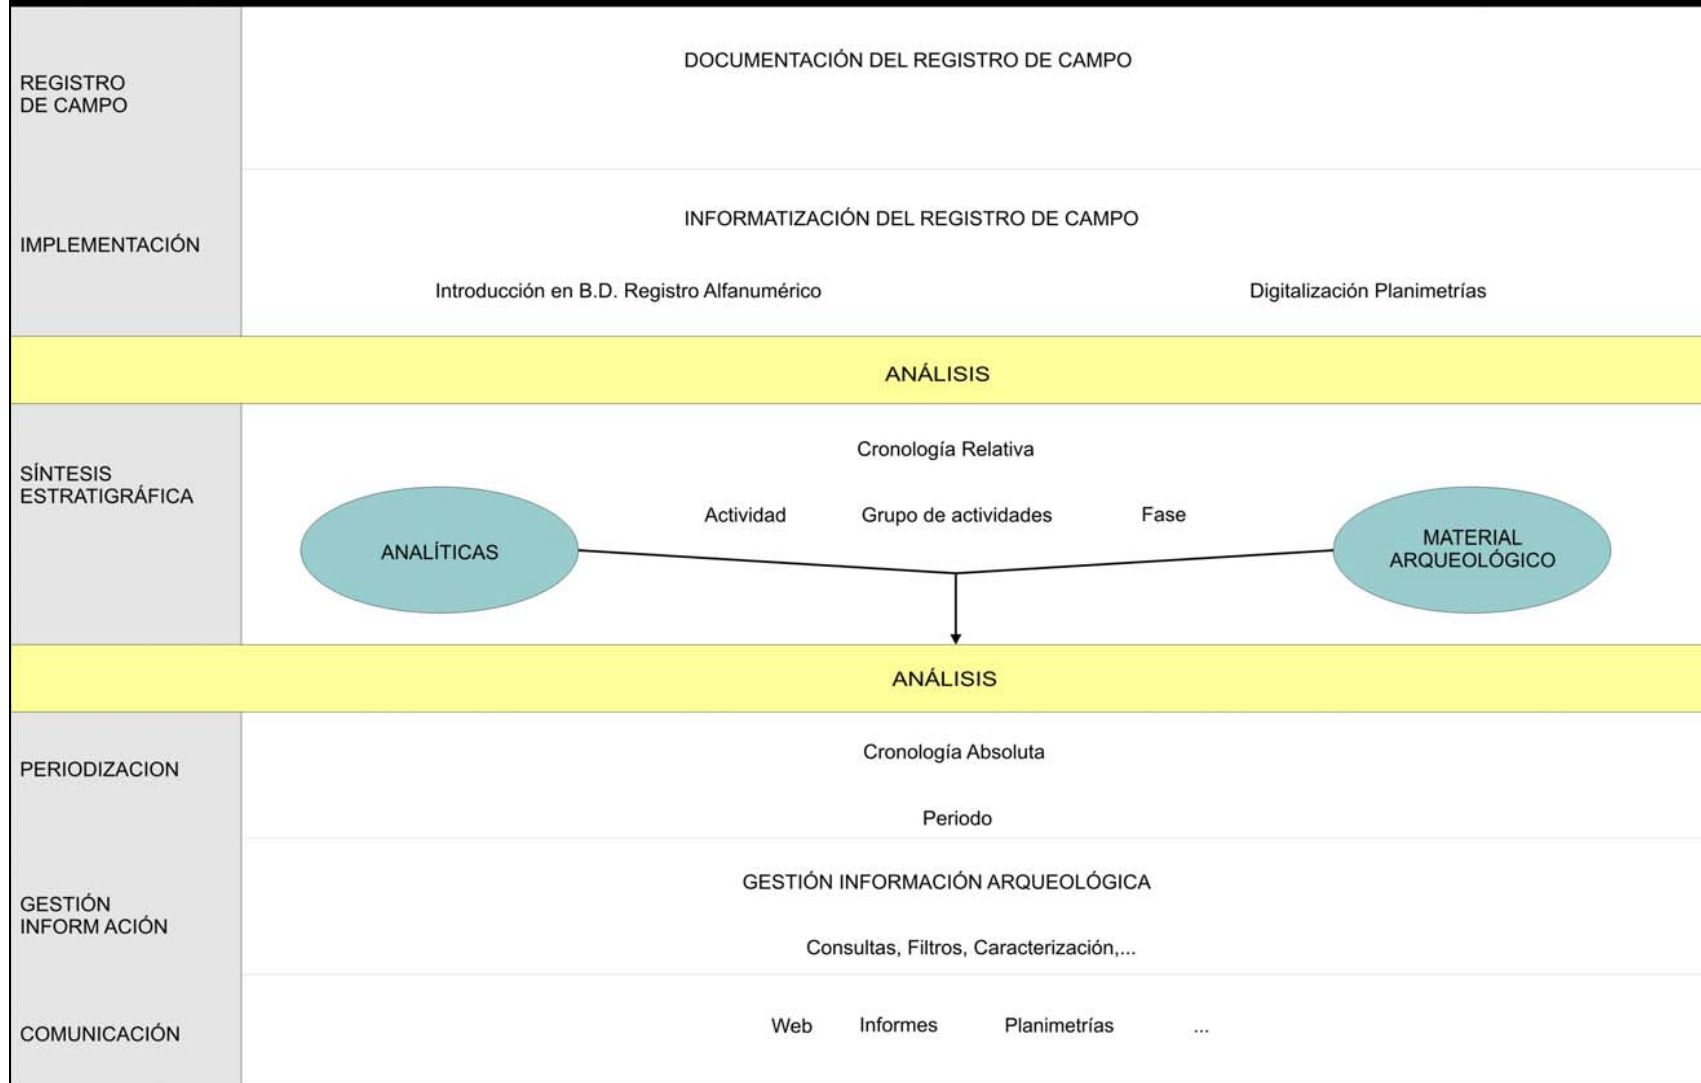 REGISTRO
DE CAMPO
DOCUMENTACIÓN DEL REGISTRO DE CAMPO
IMPLEMENTACIÓN
INFORMATIZACIÓN DEL REGISTRO DE CAMPO
Introducción en B.D. Registro Alfanumérico
Digitalización Planimetrías
ANÁLISIS
SÍNTESIS
ESTRATIGRÁFICA
Cronología Relativa
Actividad
Grupo de actividades
Fase
ANALÍTICAS
MATERIAL
ARQUEOLÓGICO
ANÁLISIS
PERIODIZACION
Cronología Absoluta
Periodo
GESTIÓN
INFORM ACIÓN
GESTIÓN INFORMACIÓN ARQUEOLÓGICA
Consultas, Filtros, Caracterización,...
COMUNICACIÓN
Web
Informes
Planimetrías
...